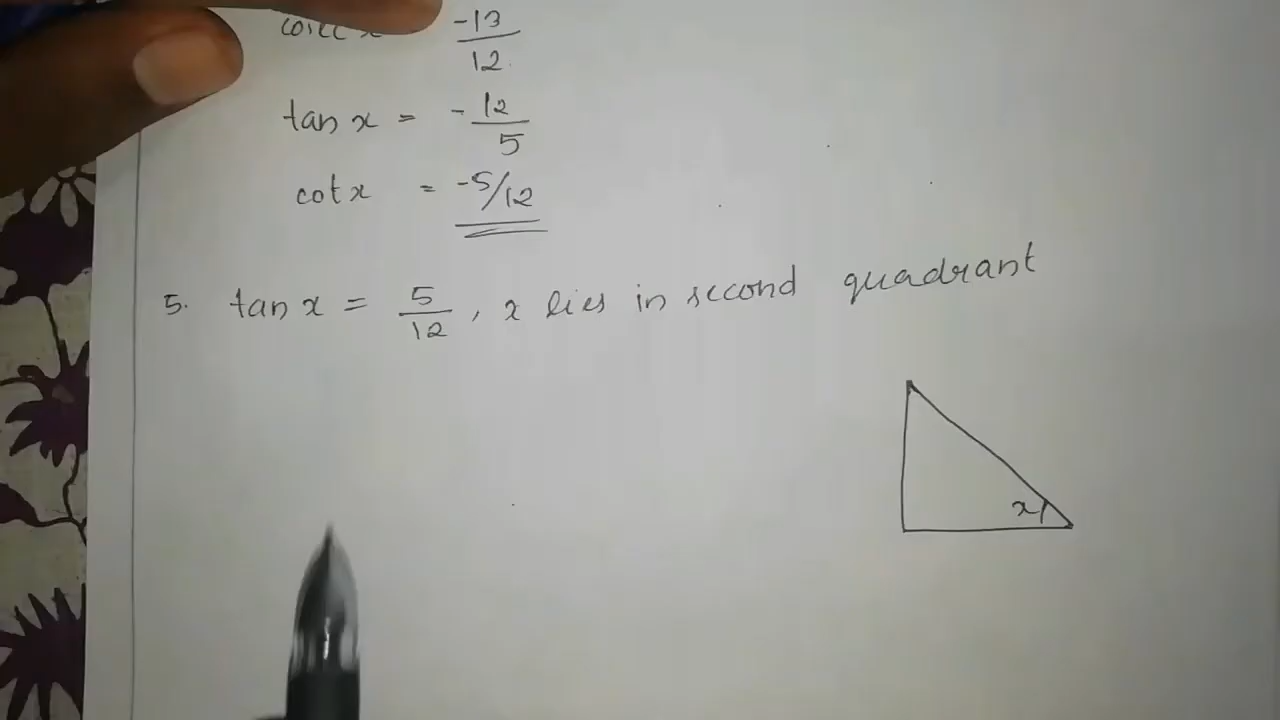 -13
12
tan x = - 12/5
cot x = -5/12
5. tan x = 5/12, x lies in second quadrant
x